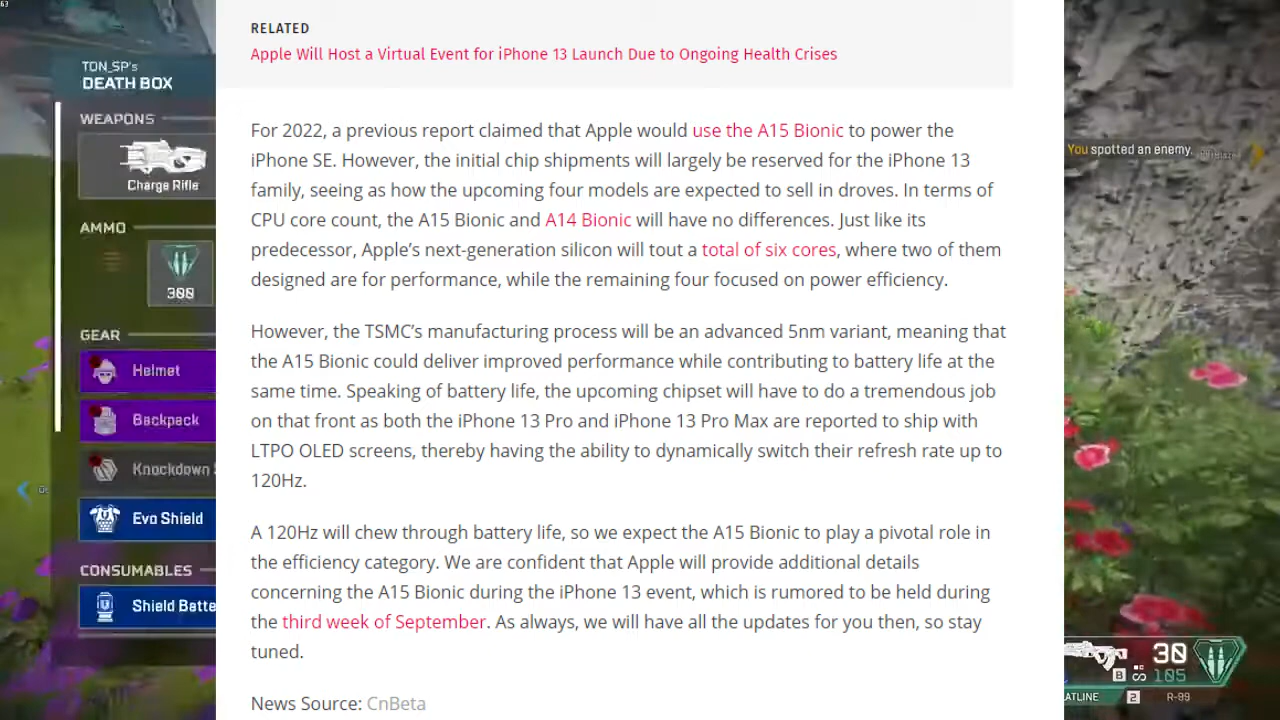 63
TDN_SP's
DEATH BOX
WEAPONS
Charge Rifle
AMMO
300
GEAR
Helmet
Backpack
Knockdown
Evo Shield
CONSUMABLES
Shield Batte
RELATED
Apple Will Host a Virtual Event for iPhone 13 Launch Due to Ongoing Health Crises
For 2022, a previous report claimed that Apple would use the A15 Bionic to power the
iPhone SE. However, the initial chip shipments will largely be reserved for the iPhone 13
family, seeing as how the upcoming four models are expected to sell in droves. In terms of
CPU core count, the A15 Bionic and A14 Bionic will have no differences. Just like its
predecessor, Apple's next-generation silicon will tout a total of six cores, where two of them
designed are for performance, while the remaining four focused on power efficiency.
However, the TSMC's manufacturing process will be an advanced 5nm variant, meaning that
the A15 Bionic could deliver improved performance while contributing to battery life at the
same time. Speaking of battery life, the upcoming chipset will have to do a tremendous job
on that front as both the iPhone 13 Pro and iPhone 13 Pro Max are reported to ship with
LTPO OLED screens, thereby having the ability to dynamically switch their refresh rate up to
120Hz.
A 120Hz will chew through battery life, so we expect the A15 Bionic to play a pivotal role in
the efficiency category. We are confident that Apple will provide additional details
concerning the A15 Bionic during the iPhone 13 event, which is rumored to be held during
the third week of September. As always, we will have all the updates for you then, so stay
tuned.
News Source: CnBeta
You spotted an enemy.
30
B
105
ATLINE
2
R-99